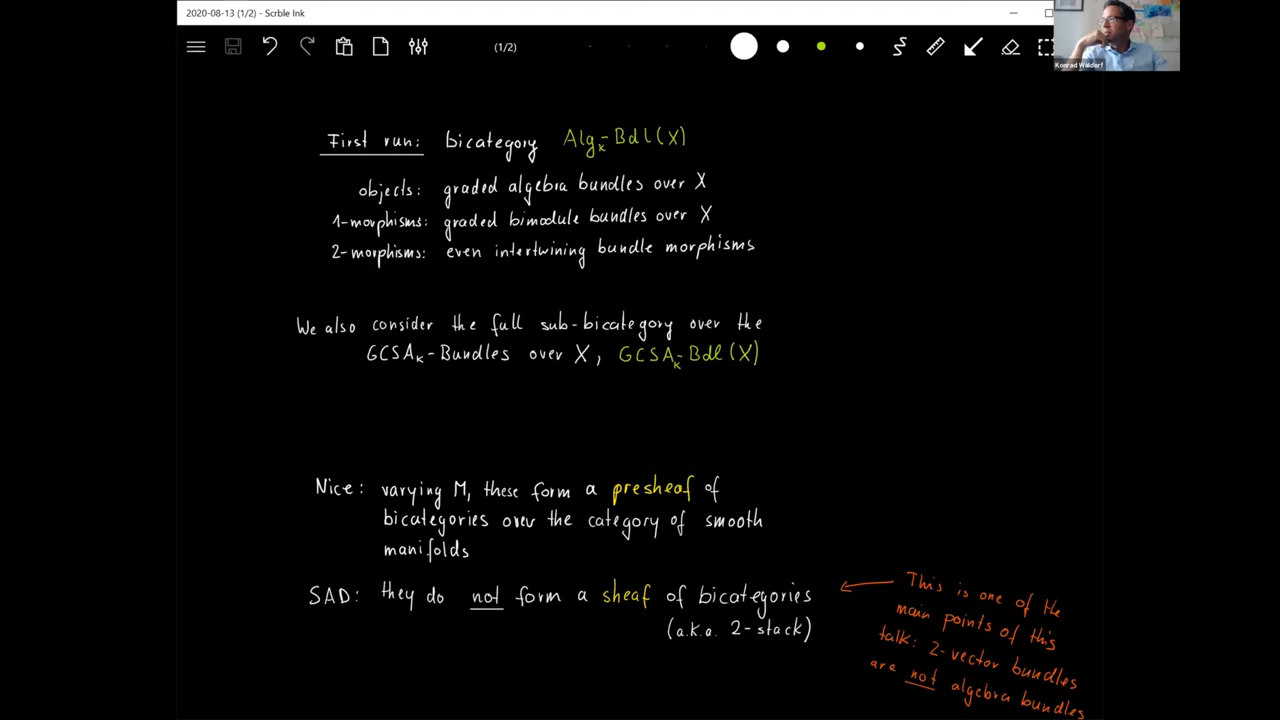 2020-08-13 (1/2) - Scrble Ink
(1/2)
Konrad Waldorf
First run: bicategory Algₖ-Bdl(X)
objects: graded algebra bundles over X
1-morphisms: graded bimodule bundles over X
2-morphisms: even intertwining bundle morphisms
We also consider the full sub-bicategory over the
GCSAₖ-Bundles over X, GCSAₖ-Bdl(X)
Nice: varying M, these form a presheaf of
bicategories over the category of smooth
manifolds
SAD: they do not form a sheaf of bicategories
(a.k.a. 2-stack)
This is one of the
main points of this
talk: 2-vector bundles
are not algebra bundles